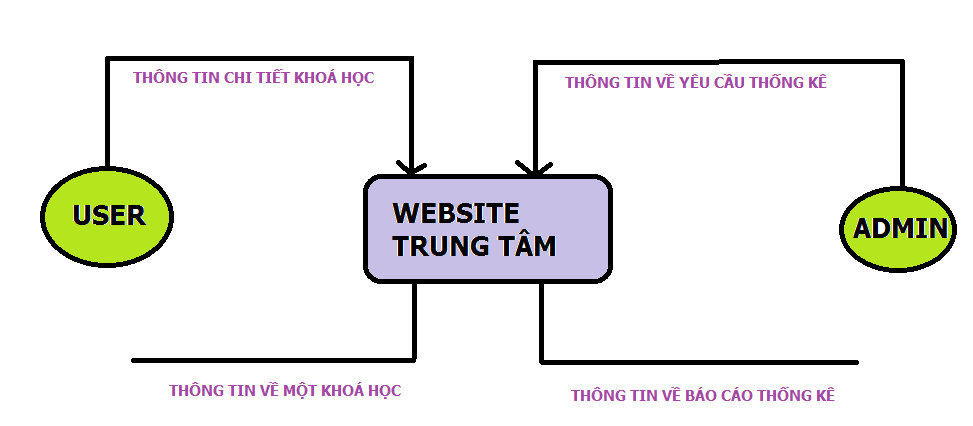 THÔNG TIN CHI TIẾT KHOÁ HỌC
THÔNG TIN VỀ YÊU CẦU THỐNG KÊ
USER
WEBSITE
TRUNG TÂM
ADMIN
THÔNG TIN VỀ MỘT KHOÁ HỌC
THÔNG TIN VỀ BÁO CÁO THỐNG KÊ